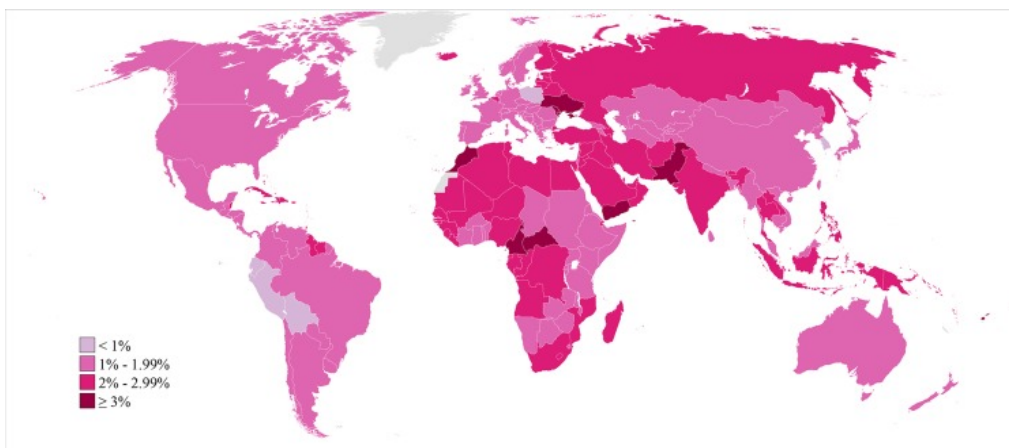 < 1%
1% - 1.99%
2% - 2.99%
≥ 3%